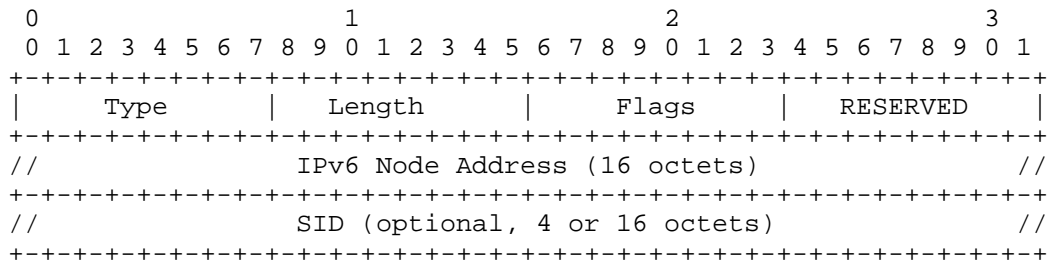 0                   1                   2                   3
 0 1 2 3 4 5 6 7 8 9 0 1 2 3 4 5 6 7 8 9 0 1 2 3 4 5 6 7 8 9 0 1
+-+-+-+-+-+-+-+-+-+-+-+-+-+-+-+-+-+-+-+-+-+-+-+-+-+-+-+-+-+-+-+-+
|     Type      |   Length      |     Flags     |   RESERVED    |
+-+-+-+-+-+-+-+-+-+-+-+-+-+-+-+-+-+-+-+-+-+-+-+-+-+-+-+-+-+-+-+-+
//                IPv6 Node Address (16 octets)                //
+-+-+-+-+-+-+-+-+-+-+-+-+-+-+-+-+-+-+-+-+-+-+-+-+-+-+-+-+-+-+-+-+
//                SID (optional, 4 or 16 octets)               //
+-+-+-+-+-+-+-+-+-+-+-+-+-+-+-+-+-+-+-+-+-+-+-+-+-+-+-+-+-+-+-+-+